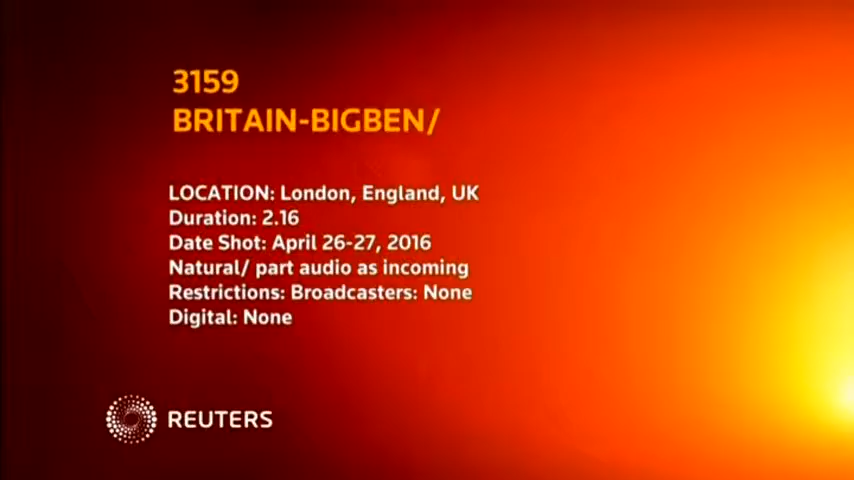 3159
BRITAIN-BIGBEN/
LOCATION: London, England, UK
Duration: 2.16
Date Shot: April 26-27, 2016
Natural/ part audio as incoming
Restrictions: Broadcasters: None
Digital: None
REUTERS